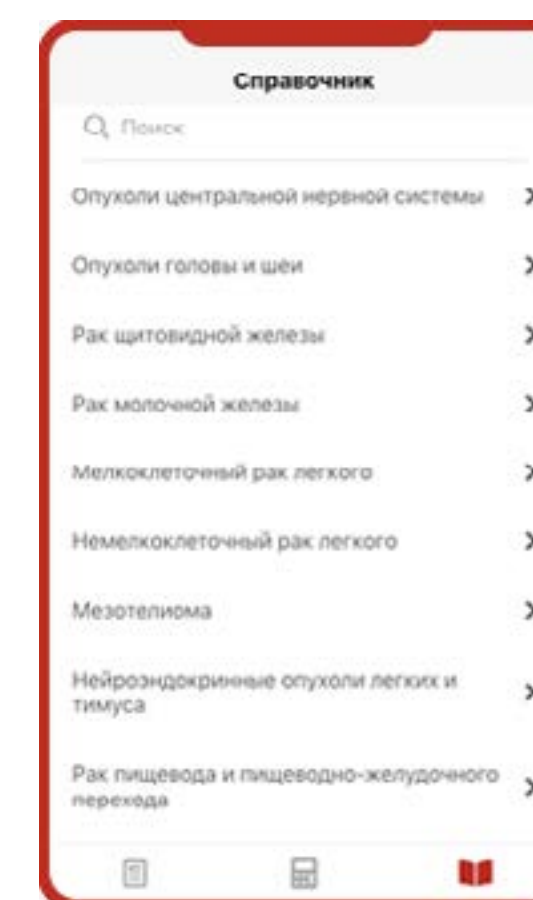 Справочник
Поиск
Опухоли центральной нервной системы
Опухоли головы и шеи
Рак щитовидной железы
Рак молочной железы
Мелкоклеточный рак легкого
Немелкоклеточный рак легкого
Мезотелиома
Нейроэндокринные опухоли легких и
тимуса
Рак пищевода и пищеводно-желудочного
перехода